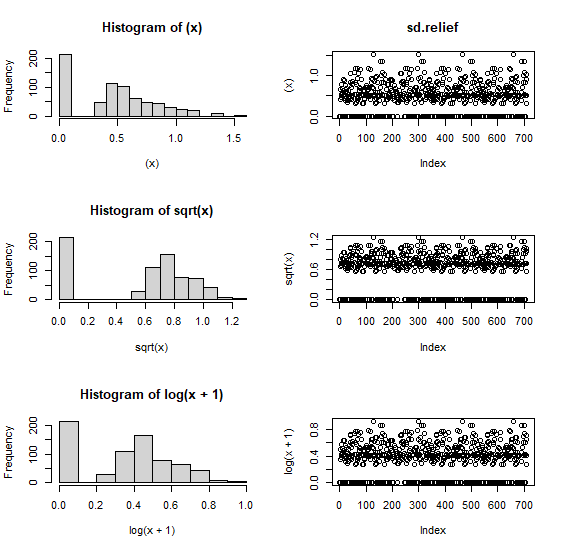 Histogram of (x)
Frequency
0 100 200
0.0 0.5 1.0 1.5
(x)
sd.relief
(x)
0.0 1.0
0 100 200 300 400 500 600 700
Index
Histogram of sqrt(x)
Frequency
0 100 200
0.0 0.2 0.4 0.6 0.8 1.0 1.2
sqrt(x)
sqrt(x)
0.0 0.6 1.2
0 100 200 300 400 500 600 700
Index
Histogram of log(x + 1)
Frequency
0 100 200
0.0 0.2 0.4 0.6 0.8 1.0
log(x + 1)
log(x + 1)
0.0 0.4 0.8
0 100 200 300 400 500 600 700
Index